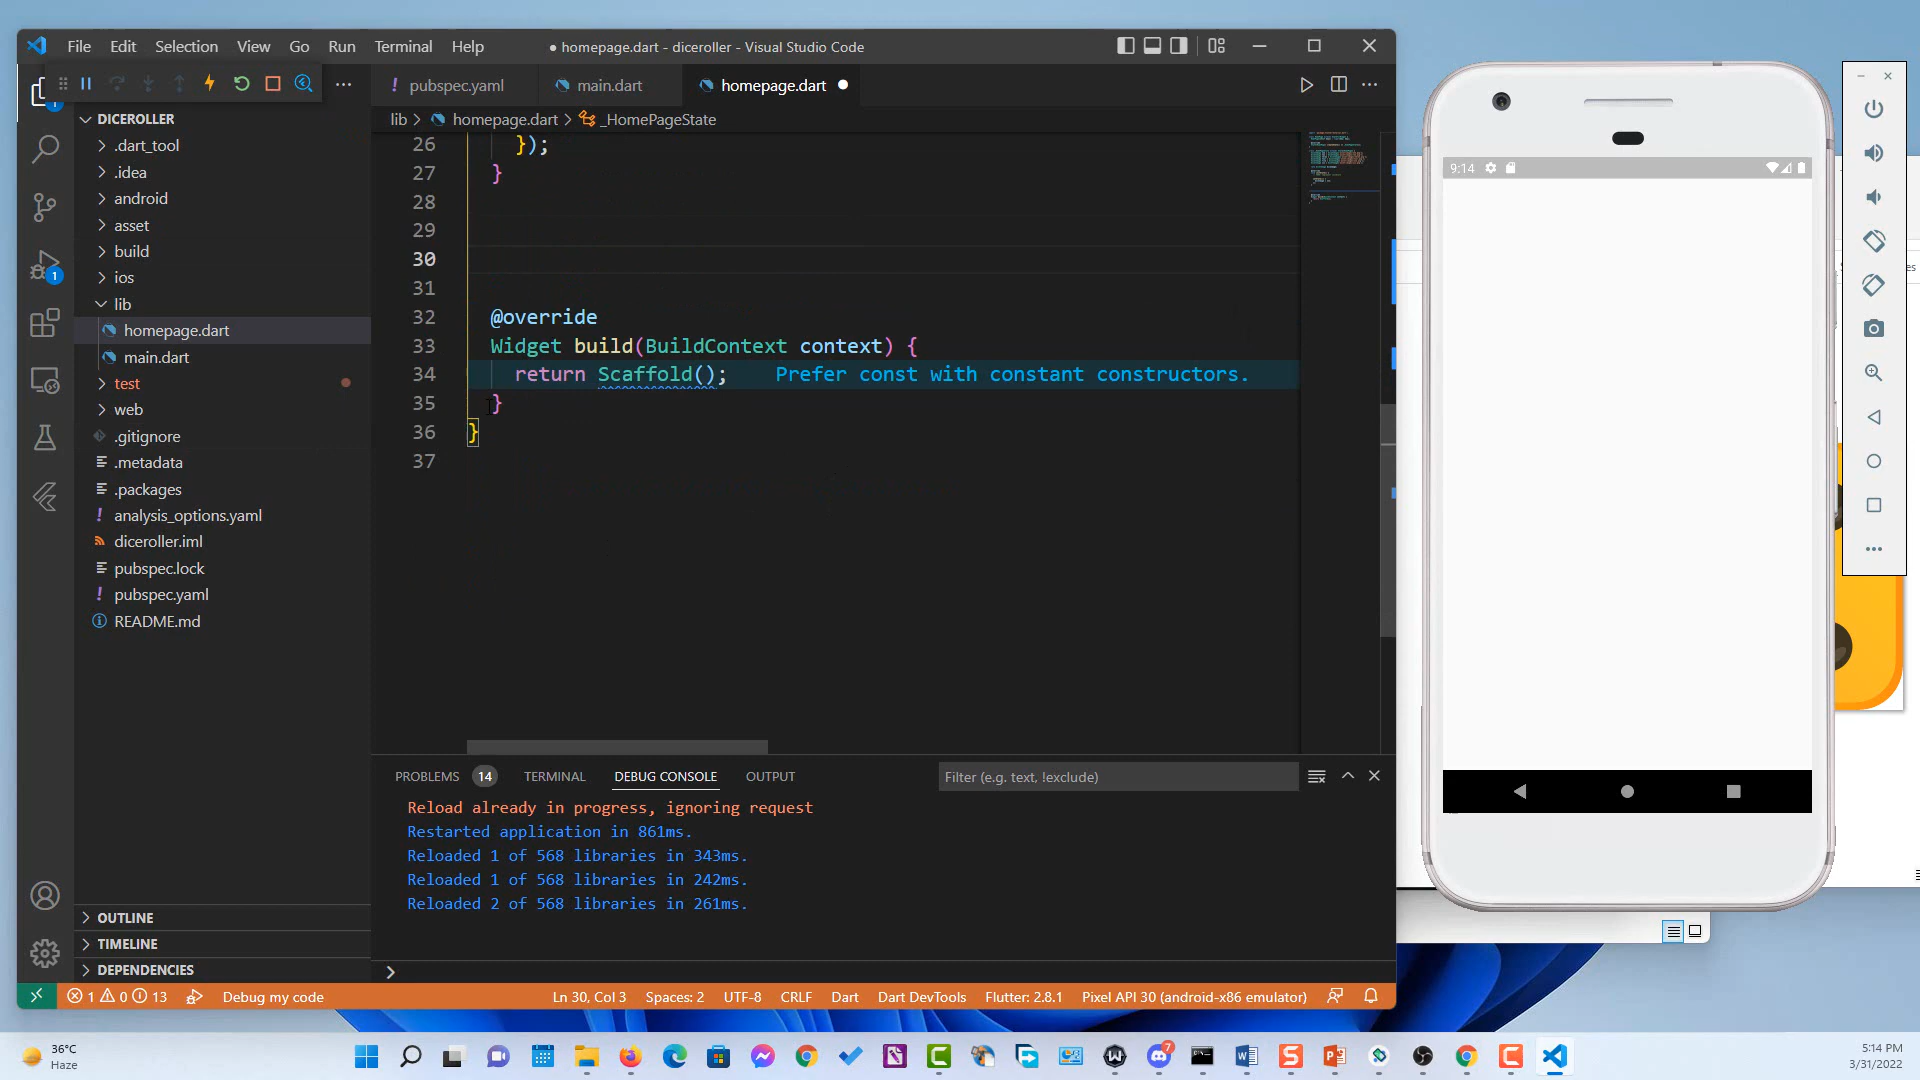 File Edit Selection View Go Run Terminal Help
● homepage.dart - diceroller - Visual Studio Code
pubspec.yaml
main.dart
homepage.dart
lib > homepage.dart > _HomePageState
DICEROLLER
.dart_tool
.idea
android
asset
build
ios
lib
homepage.dart
main.dart
test
web
.gitignore
.metadata
.packages
analysis_options.yaml
diceroller.iml
pubspec.lock
pubspec.yaml
README.md
OUTLINE
TIMELINE
DEPENDENCIES
1
1
26 });
27 }
28
29
30
31
32 @override
33 Widget build(BuildContext context) {
34 return Scaffold(); Prefer const with constant constructors.
35 }
36 }
37
PROBLEMS 14 TERMINAL DEBUG CONSOLE OUTPUT
Filter (e.g. text, !exclude)
Reload already in progress, ignoring request
Restarted application in 861ms.
Reloaded 1 of 568 libraries in 343ms.
Reloaded 1 of 568 libraries in 242ms.
Reloaded 2 of 568 libraries in 261ms.
1 0 13 Debug my code
Ln 30, Col 3 Spaces: 2 UTF-8 CRLF Dart Dart DevTools Flutter: 2.8.1 Pixel API 30 (android-x86 emulator)
9:14
es
36°C
Haze
7
5:14 PM
3/31/2022